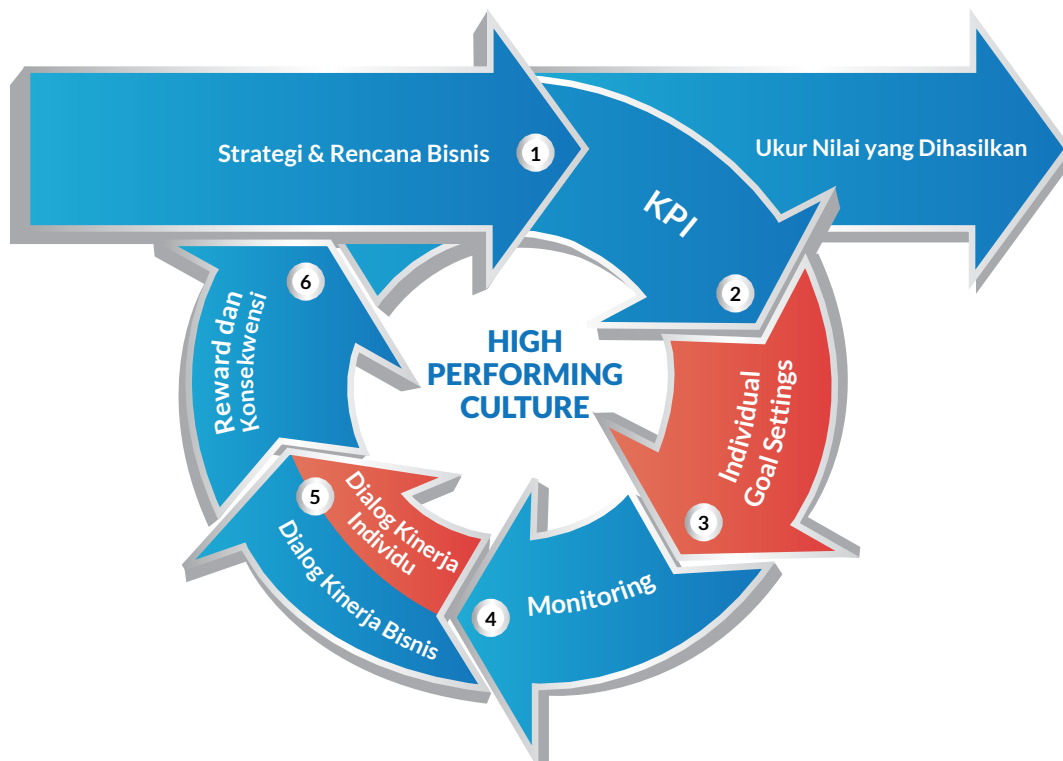 Strategi & Rencana Bisnis
1
Ukur Nilai yang Dihasilkan
KPI
2
HIGH
PERFORMING
CULTURE
Individual
Goal Settings
3
Monitoring
4
Dialog Kinerja
Individu
5
Dialog Kinerja Bisnis
Reward dan
Konsekwensi
6